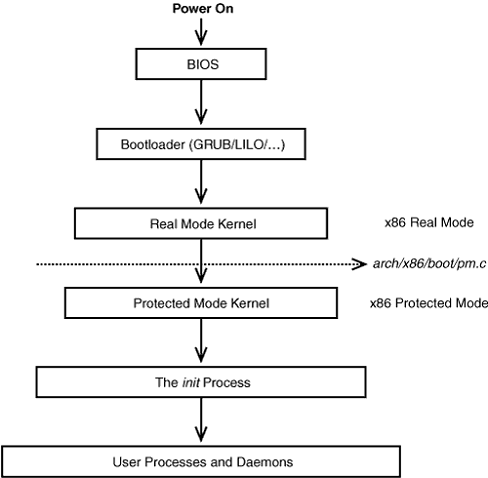 Power On
BIOS
Bootloader (GRUB/LILO/...)
Real Mode Kernel
x86 Real Mode
arch/x86/boot/pm.c
Protected Mode Kernel
x86 Protected Mode
The init Process
User Processes and Daemons